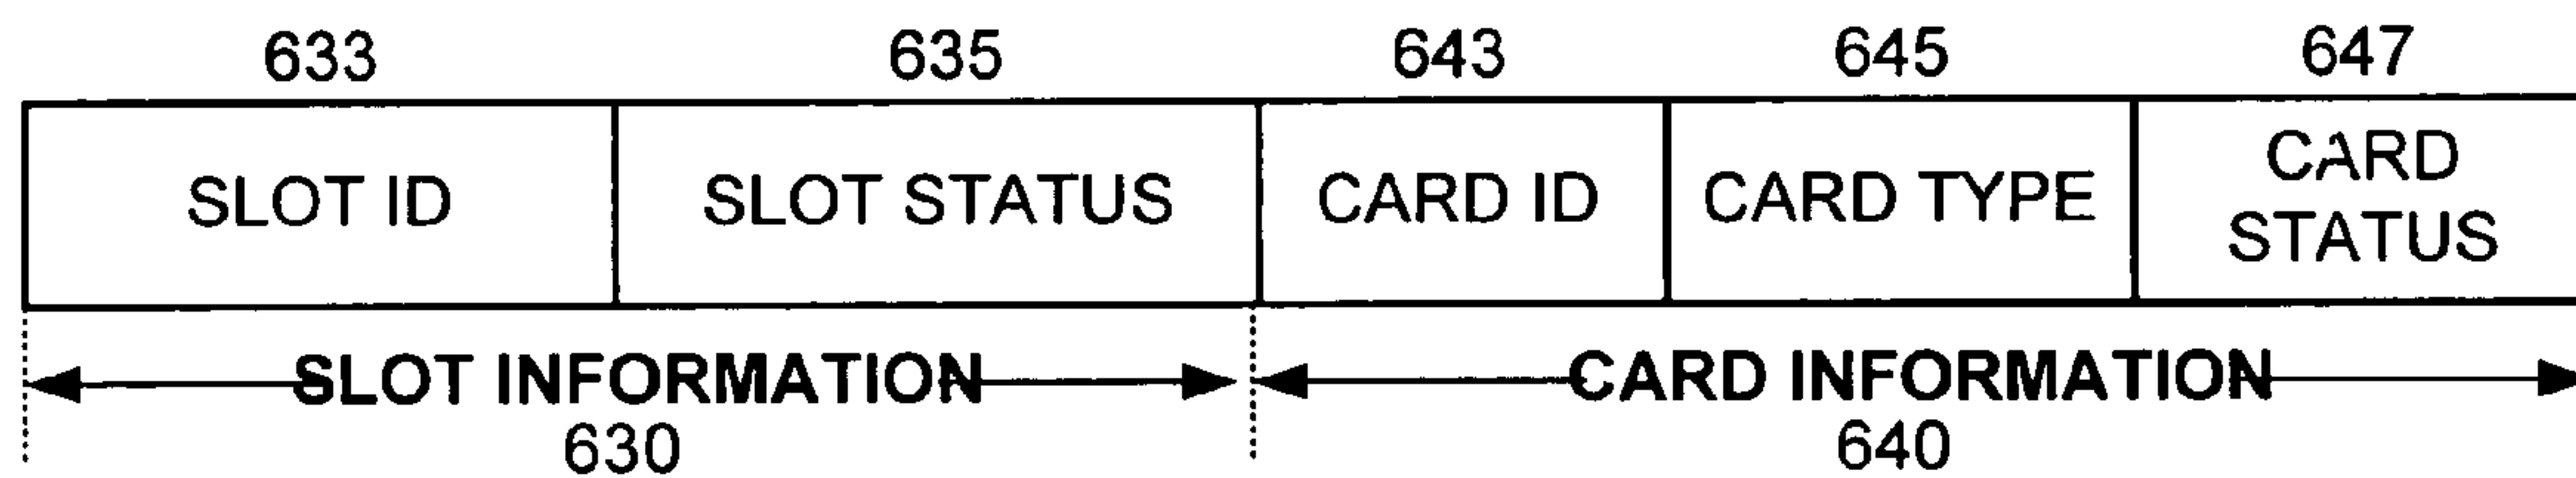 633 635 643 645 647
SLOT ID SLOT STATUS CARD ID CARD TYPE CARD
STATUS
SLOT INFORMATION CARD INFORMATION
630 640